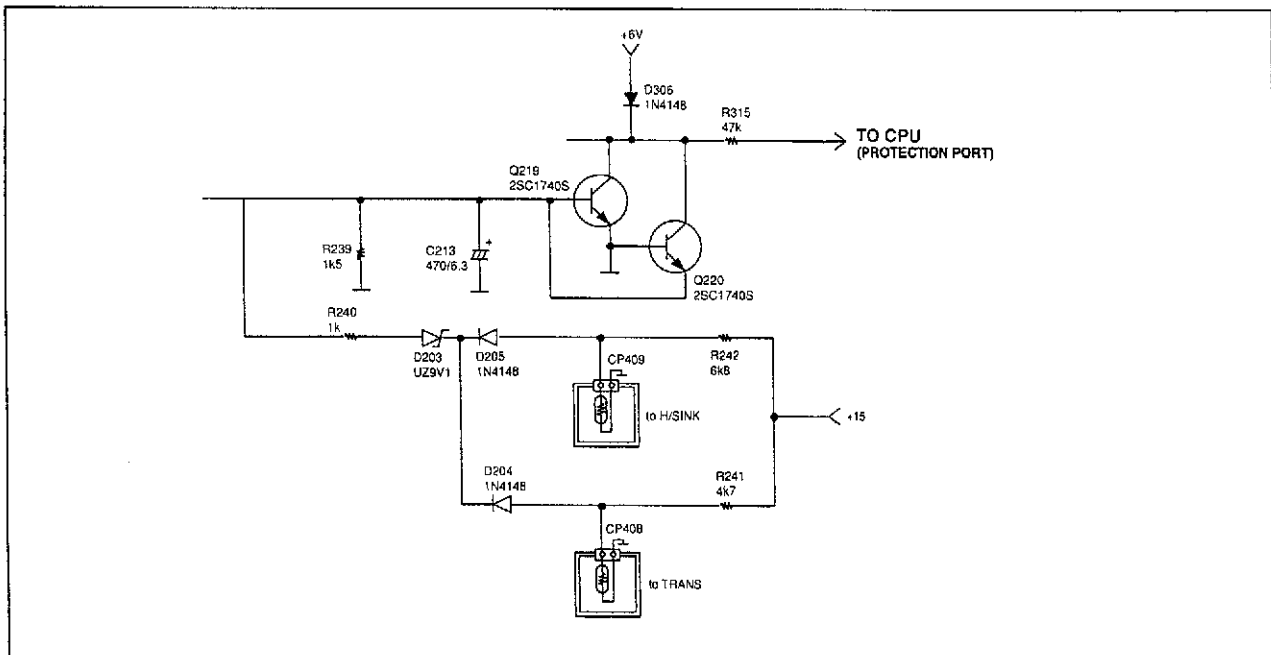 +6V
D306
1N4148
R315
47k
TO CPU
(PROTECTION PORT)
Q219
2SC1740S
R239
1k5
C213
+
470/6.3
Q220
2SC1740S
R240
1k
D203
UZ9V1
D205
1N4148
CP409
R242
6k8
to H/SINK
+15
D204
1N4148
R241
4k7
CP408
to TRANS